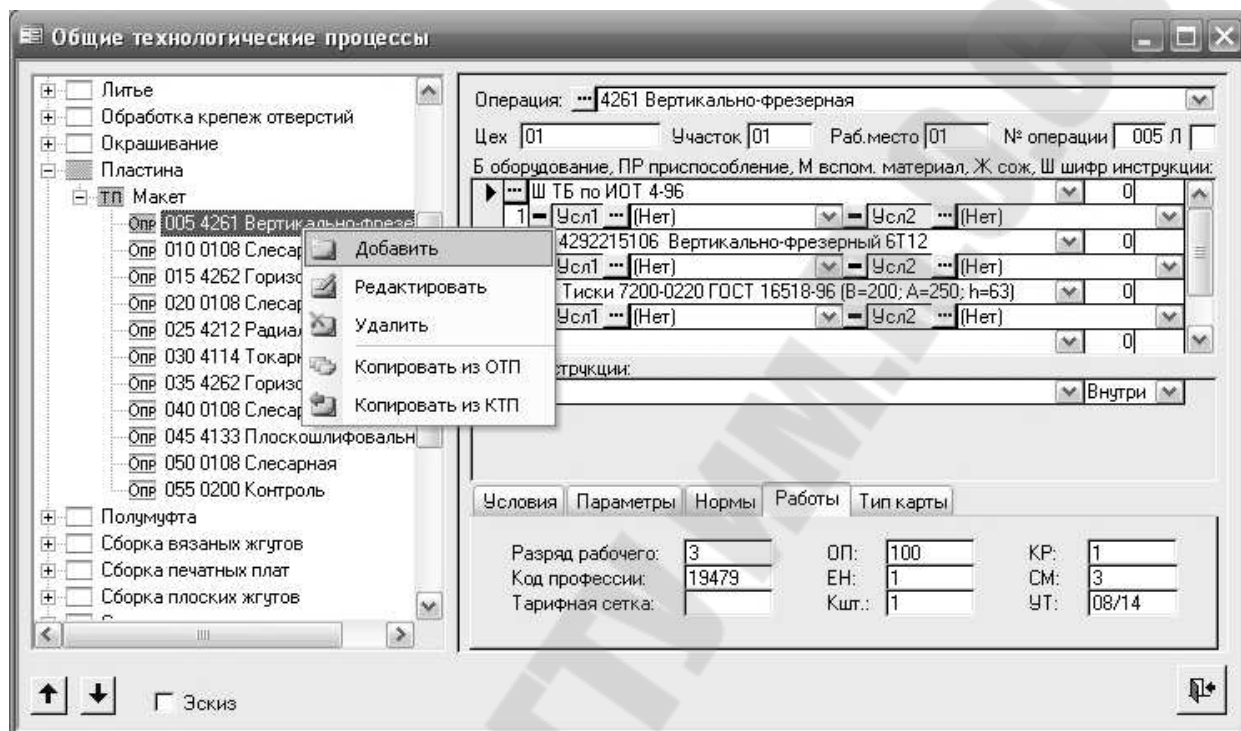 Общие технологические процессы
Литье
Обработка крепеж отверстий
Окрашивание
Пластина
ТП Макет
Опр 005 4261 Вертикально-фрезе
Опр 010 0108 Слесар
Опр 015 4262 Горизо
Опр 020 0108 Слесар
Опр 025 4212 Радиал
Опр 030 4114 Токарн
Опр 035 4262 Горизо
Опр 040 0108 Слесар
Опр 045 4133 Плоскошлифовальн
Опр 050 0108 Слесарная
Опр 055 0200 Контроль
Полумуфта
Сборка вязаных жгутов
Сборка печатных плат
Сборка плоских жгутов
Добавить
Редактировать
Удалить
Копировать из ОТП
Копировать из КТП
Операция: ... 4261 Вертикально-фрезерная
Цех 01 Участок 01 Раб.место 01 № операции 005 Л
Б оборудование, ПР приспособление, М вспом. материал, Ж сож, Ш шифр инструкции:
... Ш ТБ по ИОТ 4-96 0
1 Усл1 ... (Нет) Усл2 ... (Нет)
4292215106 Вертикально-фрезерный 6Т12 0
Усл1 ... (Нет) Усл2 ... (Нет)
Тиски 7200-0220 ГОСТ 16518-96 (B=200; A=250; h=63) 0
Усл1 ... (Нет) Усл2 ... (Нет)
0
струкции:
Внутри
Условия Параметры Нормы Работы Тип карты
Разряд рабочего: 3 ОП: 100 КР: 1
Код профессии: 19479 ЕН: 1 СМ: 3
Тарифная сетка: Кшт.: 1 УТ: 08/14
Эскиз